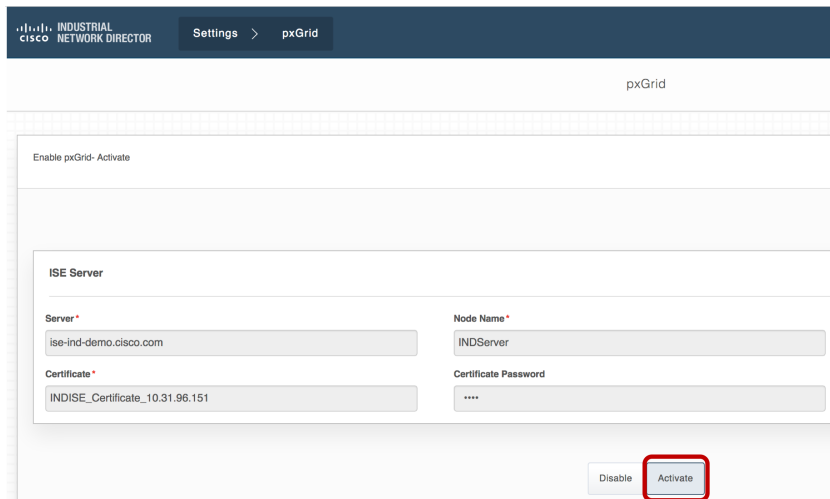 INDUSTRIAL
CISCO NETWORK DIRECTOR
Settings > pxGrid
pxGrid
Enable pxGrid- Activate
ISE Server
Server* Node Name*
ise-ind-demo.cisco.com INDServer
Certificate* Certificate Password
INDISE_Certificate_10.31.96.151 ••••
Disable Activate